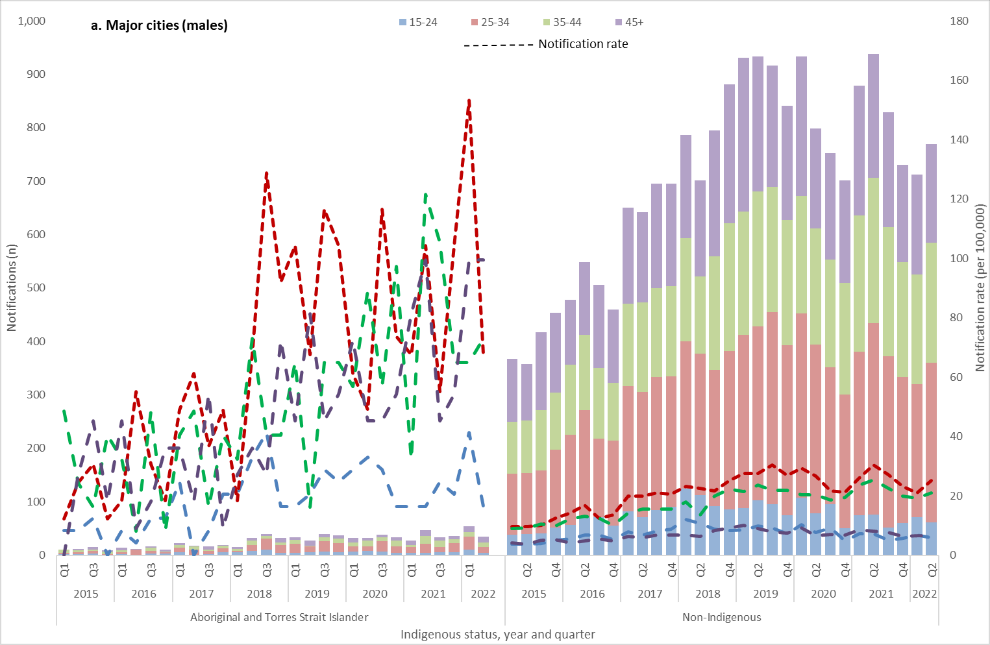 a. Major cities (males)
15-24 25-34 35-44 45+
Notification rate
Notifications (n)
1,000
900
800
700
600
500
400
300
200
100
0
180
160
140
120
100
80
60
40
20
0
Notification rate (per 100,000)
Q1 Q3 Q1 Q3 Q1 Q3 Q1 Q3 Q1 Q3 Q1 Q3 Q1 Q3 Q1 Q2 Q4 Q2 Q4 Q2 Q4 Q2 Q4 Q2 Q4 Q2 Q4 Q2 Q4 Q2
2015 2016 2017 2018 2019 2020 2021 2022 2015 2016 2017 2018 2019 2020 2021 2022
Aboriginal and Torres Strait Islander Non-Indigenous
Indigenous status, year and quarter